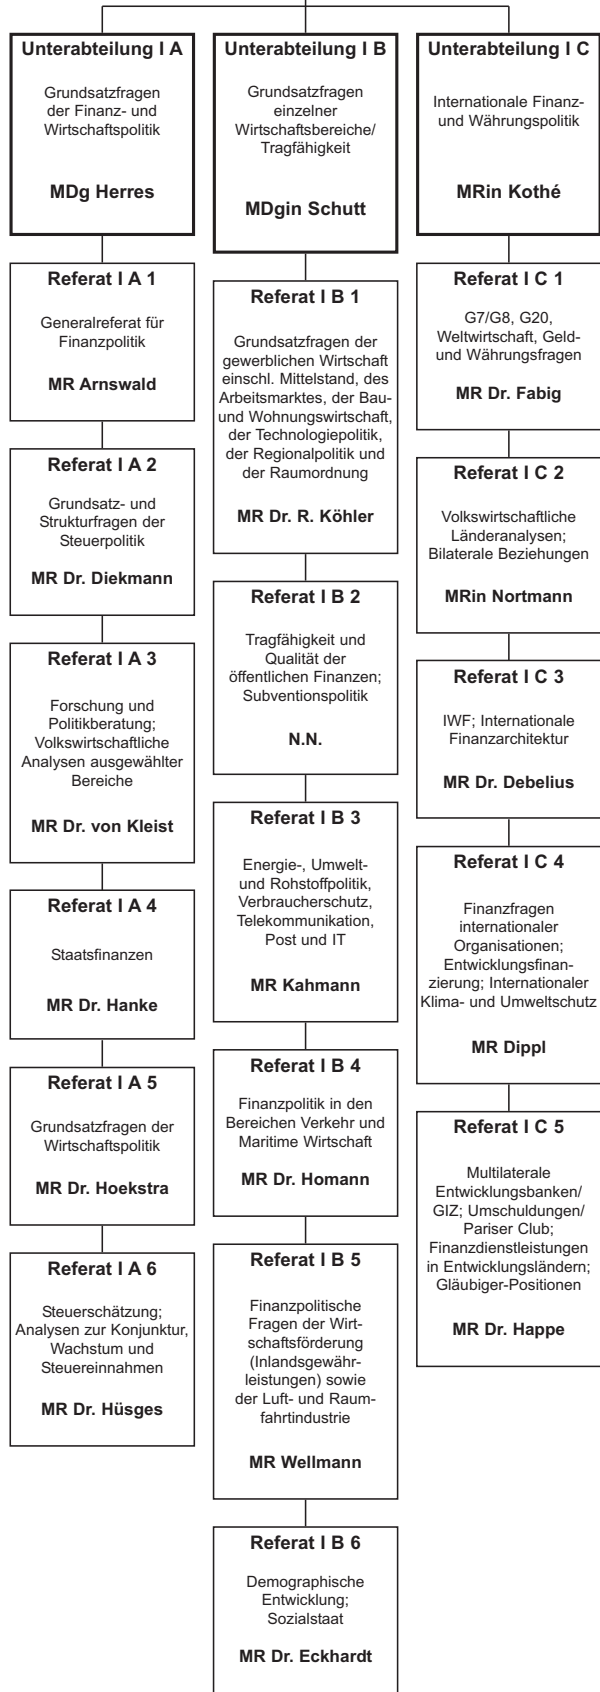 Unterabteilung I A
Grundsatzfragen
der Finanz- und
Wirtschaftspolitik
MDg Herres
Referat I A 1
Generalreferat für
Finanzpolitik
MR Arnswald
Referat I A 2
Grundsatz- und
Strukturfragen der
Steuerpolitik
MR Dr. Diekmann
Referat I A 3
Forschung und
Politikberatung;
Volkswirtschaftliche
Analysen ausgewählter
Bereiche
MR Dr. von Kleist
Referat I A 4
Staatsfinanzen
MR Dr. Hanke
Referat I A 5
Grundsatzfragen der
Wirtschaftspolitik
MR Dr. Hoekstra
Referat I A 6
Steuerschätzung;
Analysen zur Konjunktur,
Wachstum und
Steuereinnahmen
MR Dr. Hüsges
Unterabteilung I B
Grundsatzfragen
einzelner
Wirtschaftsbereiche/
Tragfähigkeit
MDgin Schutt
Referat I B 1
Grundsatzfragen der
gewerblichen Wirtschaft
einschl. Mittelstand, des
Arbeitsmarktes, der Bau-
und Wohnungswirtschaft,
der Technologiepolitik,
der Regionalpolitik und
der Raumordnung
MR Dr. R. Köhler
Referat I B 2
Tragfähigkeit und
Qualität der
öffentlichen Finanzen;
Subventionspolitik
N.N.
Referat I B 3
Energie-, Umwelt-
und Rohstoffpolitik,
Verbraucherschutz,
Telekommunikation,
Post und IT
MR Kahmann
Referat I B 4
Finanzpolitik in den
Bereichen Verkehr und
Maritime Wirtschaft
MR Dr. Homann
Referat I B 5
Finanzpolitische
Fragen der Wirt-
schaftsförderung
(Inlandsgewähr-
leistungen) sowie
der Luft- und Raum-
fahrtindustrie
MR Wellmann
Referat I B 6
Demographische
Entwicklung;
Sozialstaat
MR Dr. Eckhardt
Unterabteilung I C
Internationale Finanz-
und Währungspolitik
MRin Kothé
Referat I C 1
G7/G8, G20,
Weltwirtschaft, Geld-
und Währungsfragen
MR Dr. Fabig
Referat I C 2
Volkswirtschaftliche
Länderanalysen;
Bilaterale Beziehungen
MRin Nortmann
Referat I C 3
IWF; Internationale
Finanzarchitektur
MR Dr. Debelius
Referat I C 4
Finanzfragen
internationaler
Organisationen;
Entwicklungsfinan-
zierung; Internationaler
Klima- und Umweltschutz
MR Dippl
Referat I C 5
Multilaterale
Entwicklungsbanken/
GIZ; Umschuldungen/
Pariser Club;
Finanzdienstleistungen
in Entwicklungsländern;
Gläubiger-Positionen
MR Dr. Happe